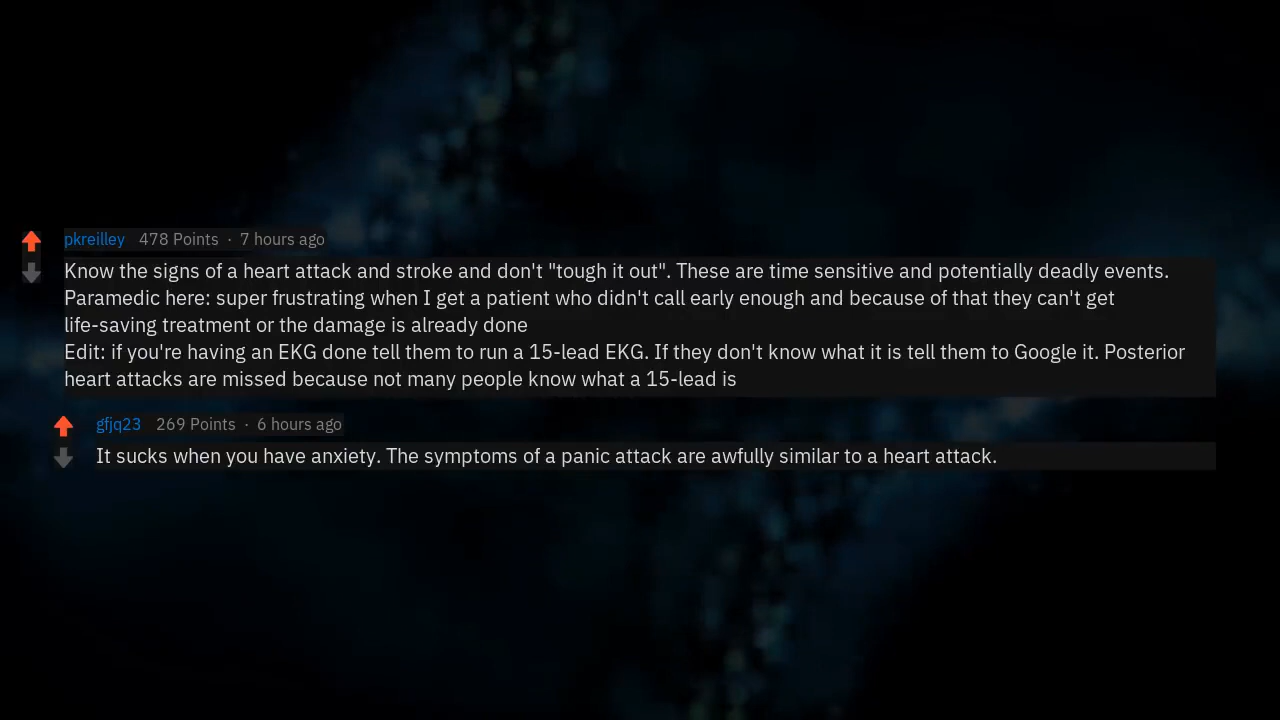 pkreilley 478 Points · 7 hours ago
Know the signs of a heart attack and stroke and don't "tough it out". These are time sensitive and potentially deadly events.
Paramedic here: super frustrating when I get a patient who didn't call early enough and because of that they can't get
life-saving treatment or the damage is already done
Edit: if you're having an EKG done tell them to run a 15-lead EKG. If they don't know what it is tell them to Google it. Posterior
heart attacks are missed because not many people know what a 15-lead is
gfjq23 269 Points · 6 hours ago
It sucks when you have anxiety. The symptoms of a panic attack are awfully similar to a heart attack.